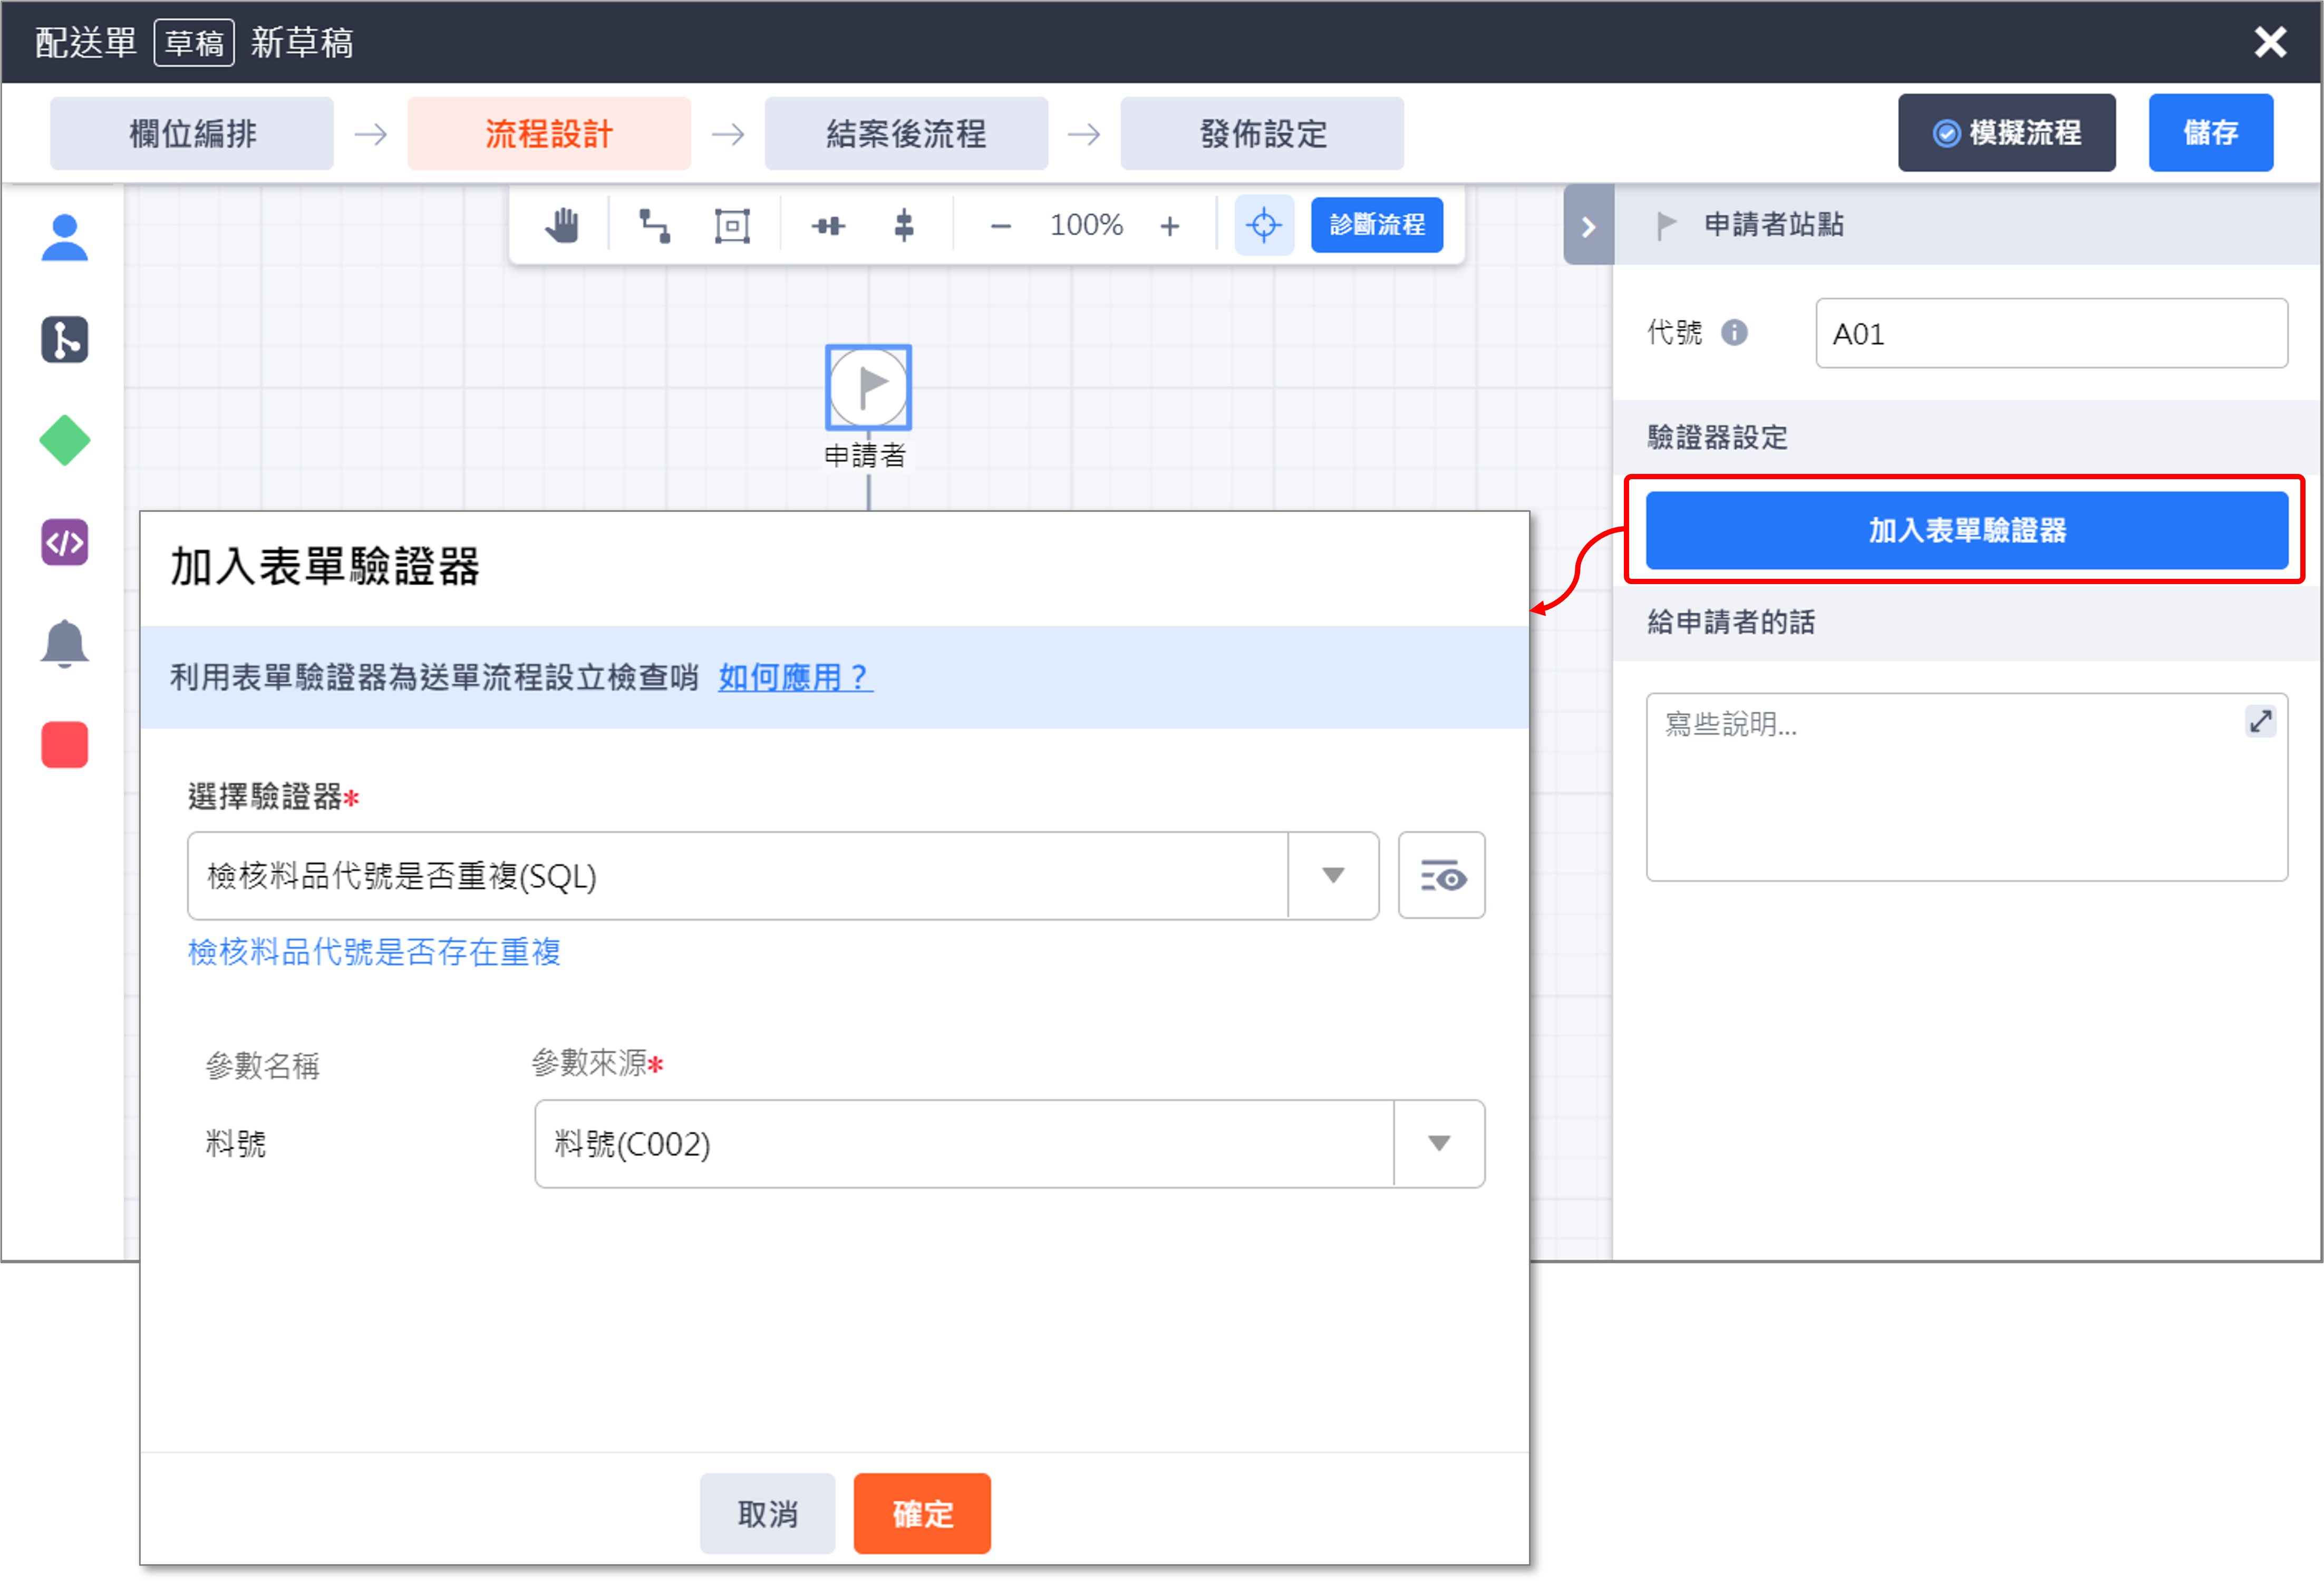 配送單 草稿 新草稿
欄位編排 流程設計 結案後流程 發佈設定 模擬流程 儲存
100% 診斷流程
申請者站點
代號 A01
申請者
驗證器設定
加入表單驗證器
給申請者的話
寫些說明...
加入表單驗證器
利用表單驗證器為送單流程設立檢查哨 如何應用？
選擇驗證器*
檢核料品代號是否重複(SQL)
檢核料品代號是否存在重複
參數名稱 參數來源*
料號 料號(C002)
取消 確定